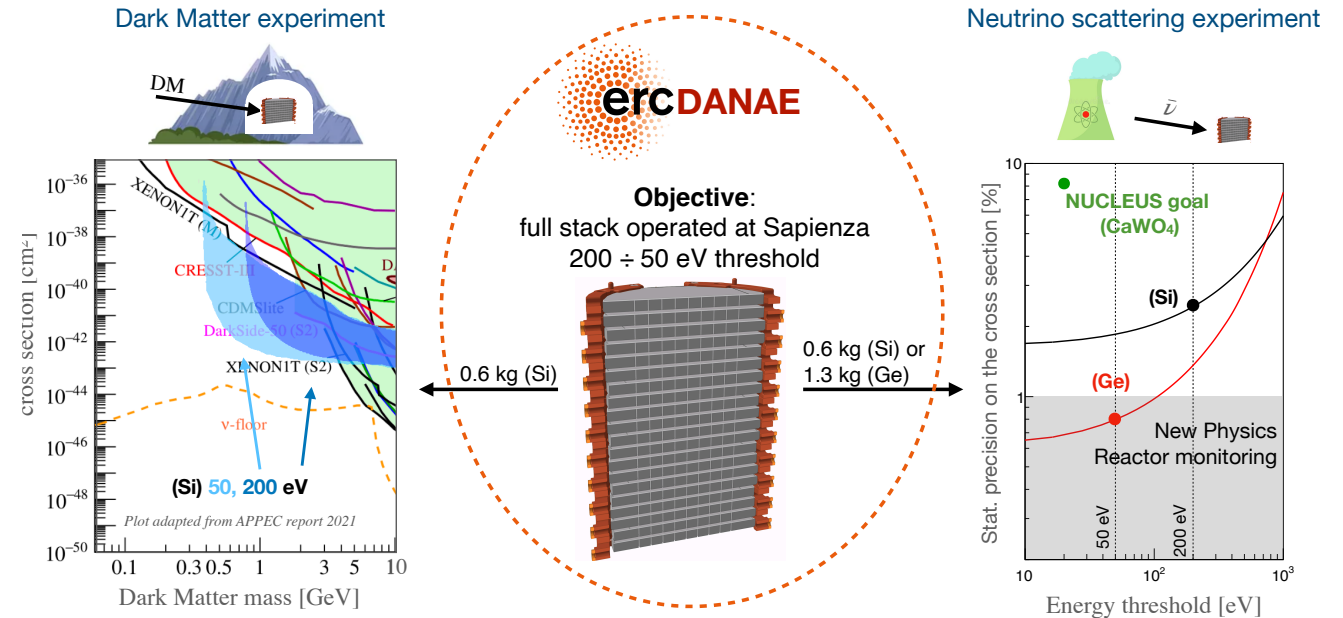 Dark Matter experiment
DM
cross section [cm²]
10⁻³⁶
10⁻³⁸
10⁻⁴⁰
10⁻⁴²
10⁻⁴⁴
10⁻⁴⁶
10⁻⁴⁸
10⁻⁵⁰
XENON1T (M)
CRESST-III
CDMSlite
DarkSide-50 (S2)
XENON1T (S2)
ν-floor
(Si) 50, 200 eV
Plot adapted from APPEC report 2021
0.1 0.3 0.5 1 3 5 10
Dark Matter mass [GeV]
erc DANAE
Objective:
full stack operated at Sapienza
200 ÷ 50 eV threshold
0.6 kg (Si)
0.6 kg (Si) or
1.3 kg (Ge)
Neutrino scattering experiment
ν̄
Stat. precision on the cross section [%]
10
1
NUCLEUS goal
(CaWO₄)
(Si)
(Ge)
New Physics
Reactor monitoring
50 eV
200 eV
10 10² 10³
Energy threshold [eV]